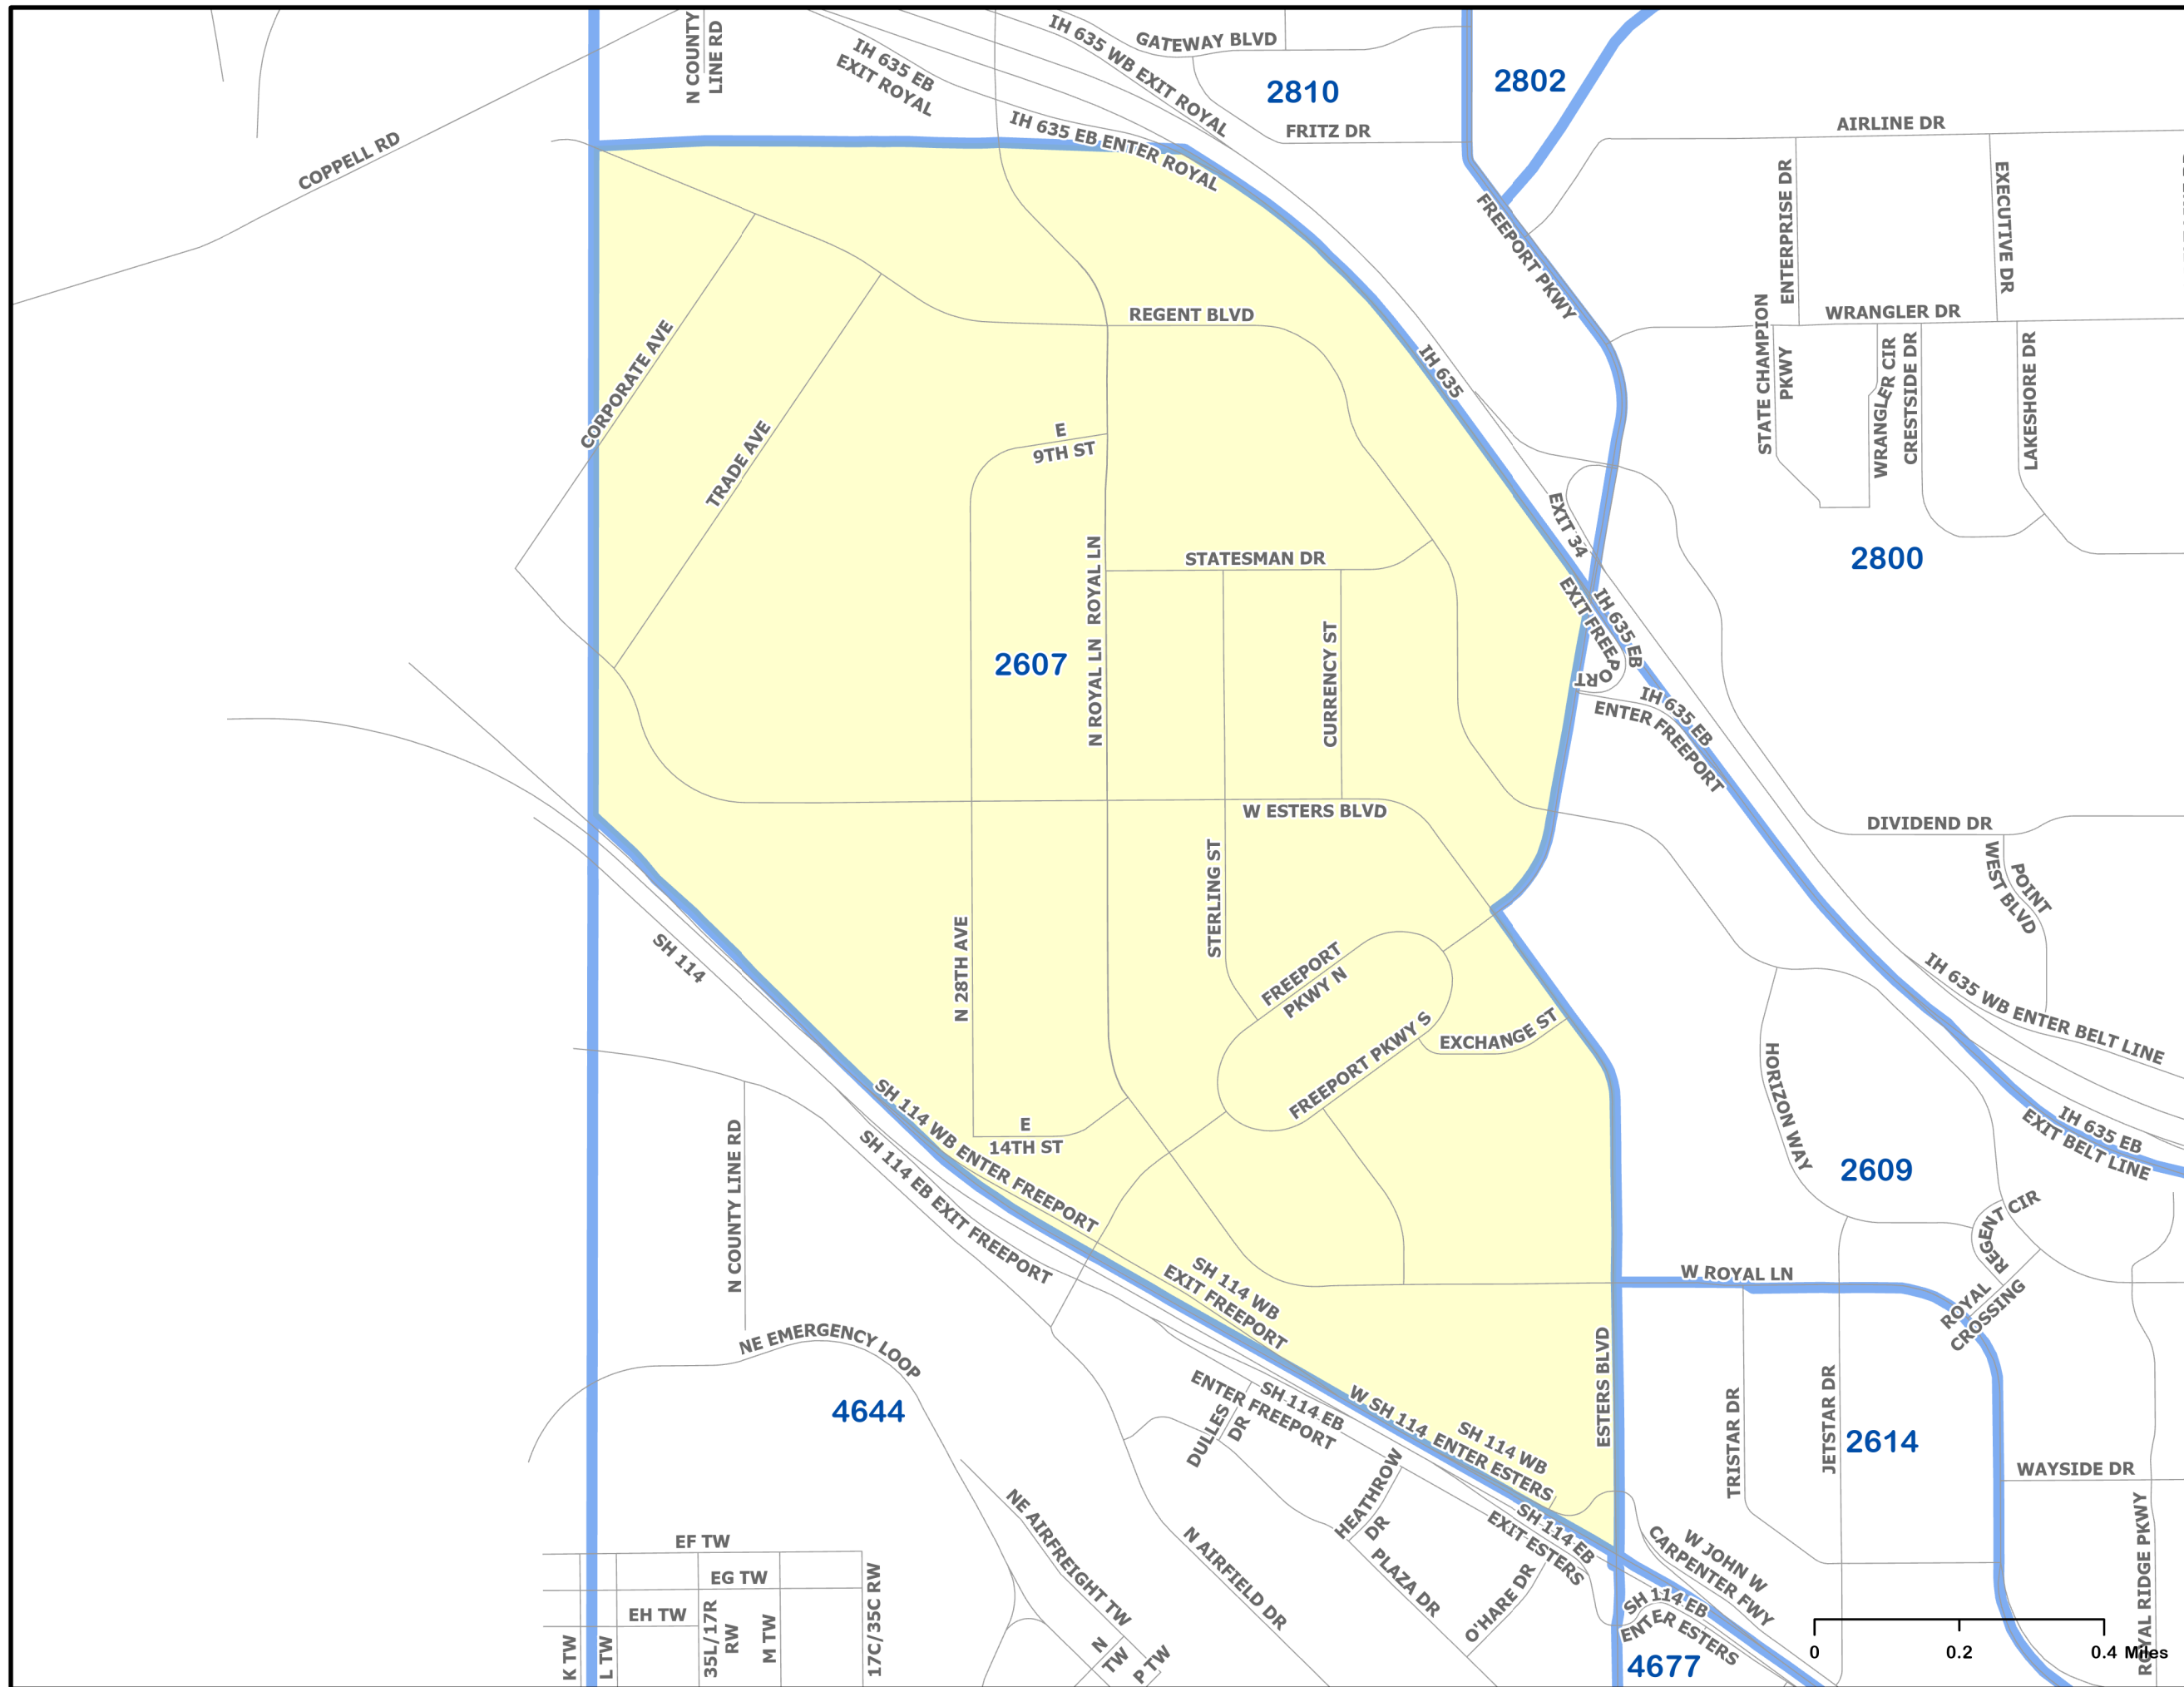 N COUNTY
LINE RD
IH 635 EB
EXIT ROYAL
IH 635 WB EXIT ROYAL
GATEWAY BLVD
2810
2802
FRITZ DR
AIRLINE DR
COPPELL RD
IH 635 EB ENTER ROYAL
ENTERPRISE DR
EXECUTIVE DR
FREEPORT PKWY
REGENT BLVD
WRANGLER DR
CORPORATE AVE
TRADE AVE
IH 635
STATE CHAMPION
PKWY
WRANGLER CIR
CRESTSIDE DR
LAKESHORE DR
E
9TH ST
EXIT 34
STATESMAN DR
2800
N ROYAL LN
ROYAL LN
2607
CURRENCY ST
EXIT FREEPORT
IH 635 EB
IH 635 EB
ENTER FREEPORT
W ESTERS BLVD
DIVIDEND DR
STERLING ST
WEST BLVD
POINT
SH 114
N 28TH AVE
FREEPORT
PKWY N
FREEPORT PKWY S
EXCHANGE ST
IH 635 WB ENTER BELT LINE
HORIZON WAY
IH 635 EB
EXIT BELT LINE
2609
SH 114 WB ENTER FREEPORT
SH 114 EB EXIT FREEPORT
E
14TH ST
N COUNTY LINE RD
REGENT CIR
SH 114 WB
EXIT FREEPORT
W ROYAL LN
ROYAL
CROSSING
NE EMERGENCY LOOP
4644
SH 114 EB
ENTER FREEPORT
DULLES
DR
W SH 114
SH 114 WB
ENTER ESTERS
ESTERS BLVD
TRISTAR DR
JETSTAR DR
2614
WAYSIDE DR
HEATHROW
DR
SH 114 EB
EXIT ESTERS
NE AIRFREIGHT TW
N AIRFIELD DR
PLAZA DR
O'HARE DR
W JOHN W
CARPENTER FWY
SH 114 EB
ENTER ESTERS
ROYAL RIDGE PKWY
EF TW
EG TW
EH TW
K TW
L TW
35L/17R
RW
M TW
17C/35C RW
N
TW
P TW
4677
0
0.2
0.4 Miles